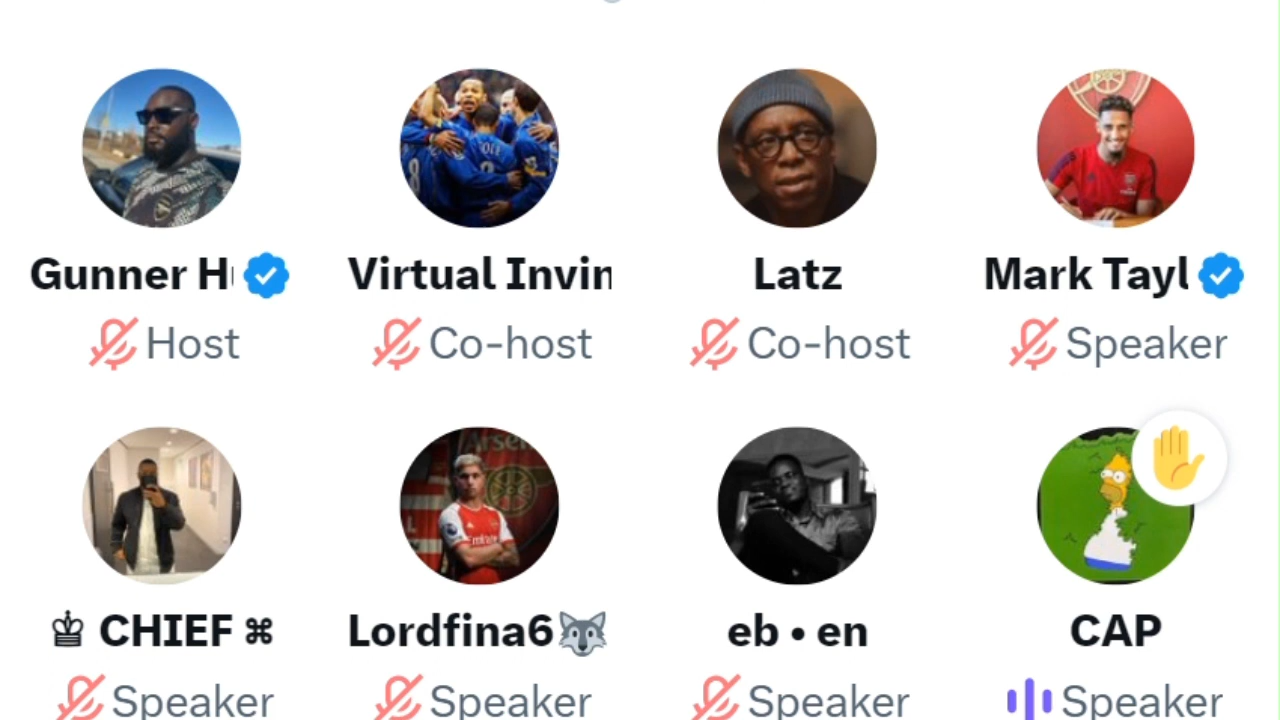 Gunner H
Virtual Invin
Latz
Mark Tayl
Host
Co-host
Co-host
Speaker
♔ CHIEF ⌘
Lordfina6🐺
eb • en
CAP
Speaker
Speaker
Speaker
Speaker